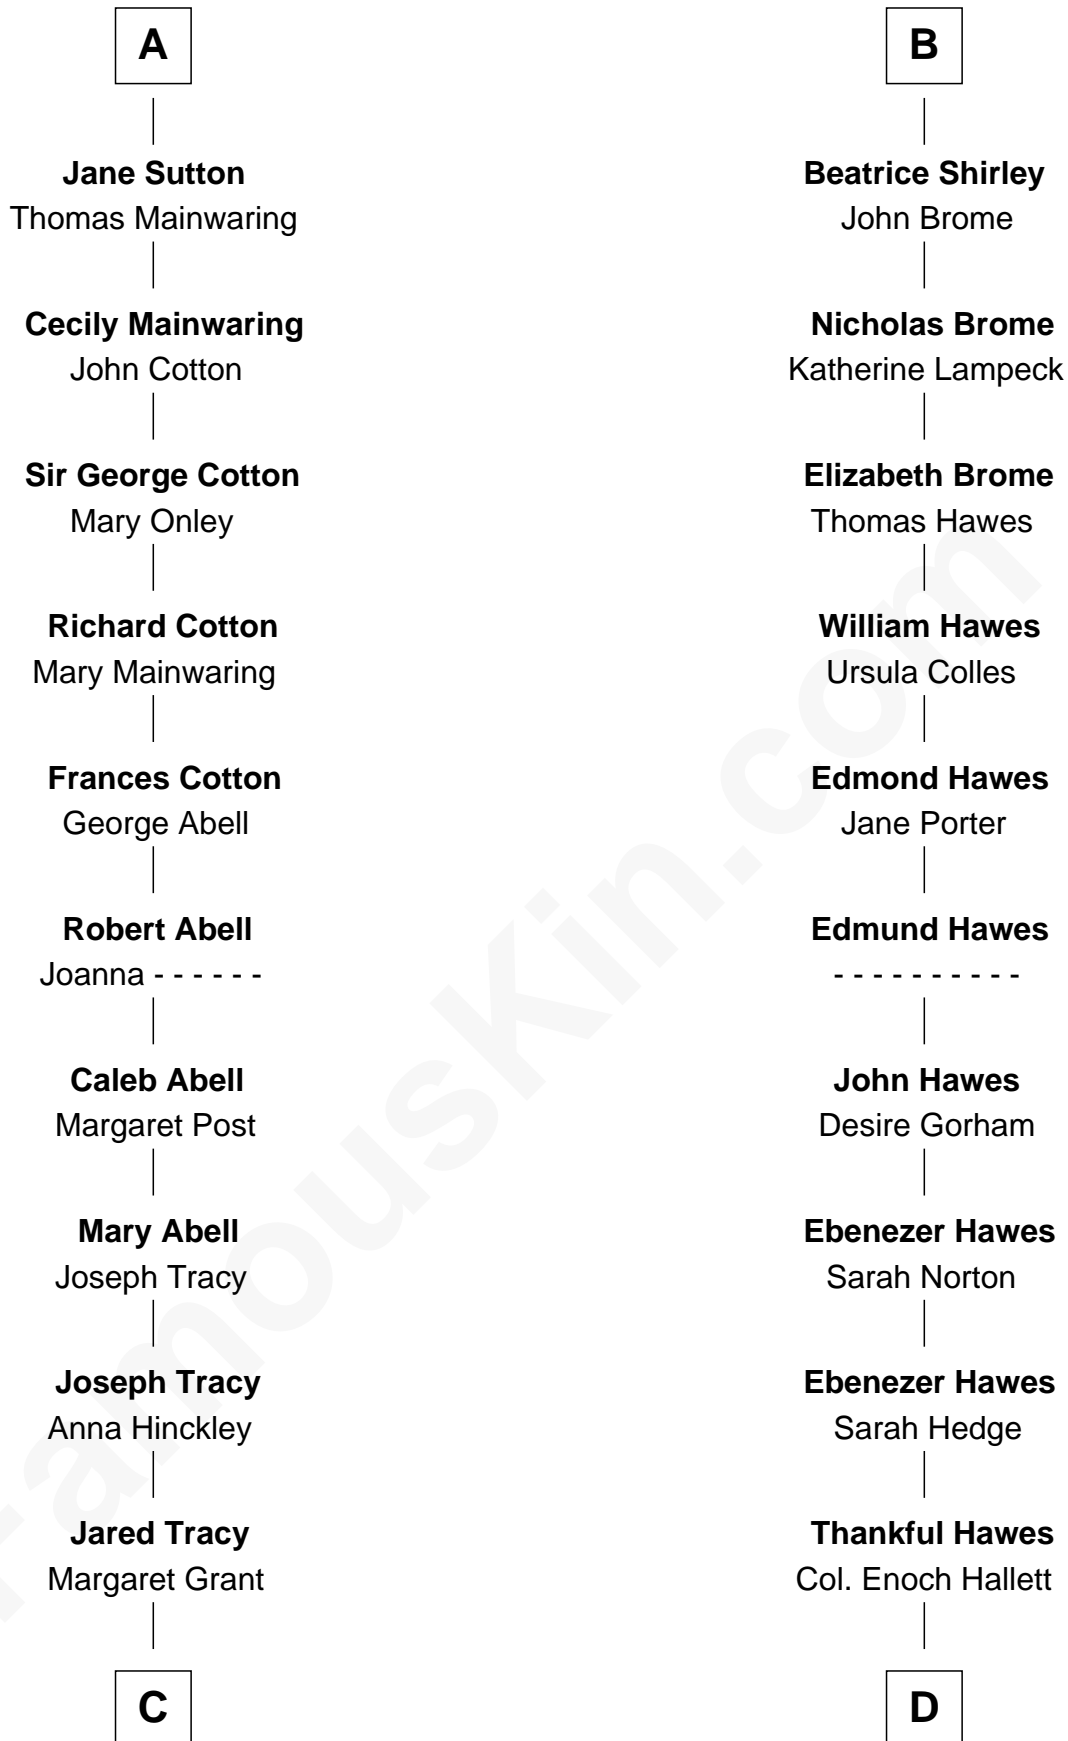 A
Jane Sutton
Thomas Mainwaring
Cecily Mainwaring
John Cotton
Sir George Cotton
Mary Onley
Richard Cotton
Mary Mainwaring
Frances Cotton
George Abell
Robert Abell
Joanna - - - - - -
Caleb Abell
Margaret Post
Mary Abell
Joseph Tracy
Joseph Tracy
Anna Hinckley
Jared Tracy
Margaret Grant
C
B
Beatrice Shirley
John Brome
Nicholas Brome
Katherine Lampeck
Elizabeth Brome
Thomas Hawes
William Hawes
Ursula Colles
Edmond Hawes
Jane Porter
Edmund Hawes
- - - - - - - - - -
John Hawes
Desire Gorham
Ebenezer Hawes
Sarah Norton
Ebenezer Hawes
Sarah Hedge
Thankful Hawes
Col. Enoch Hallett
D
FamousKin.com